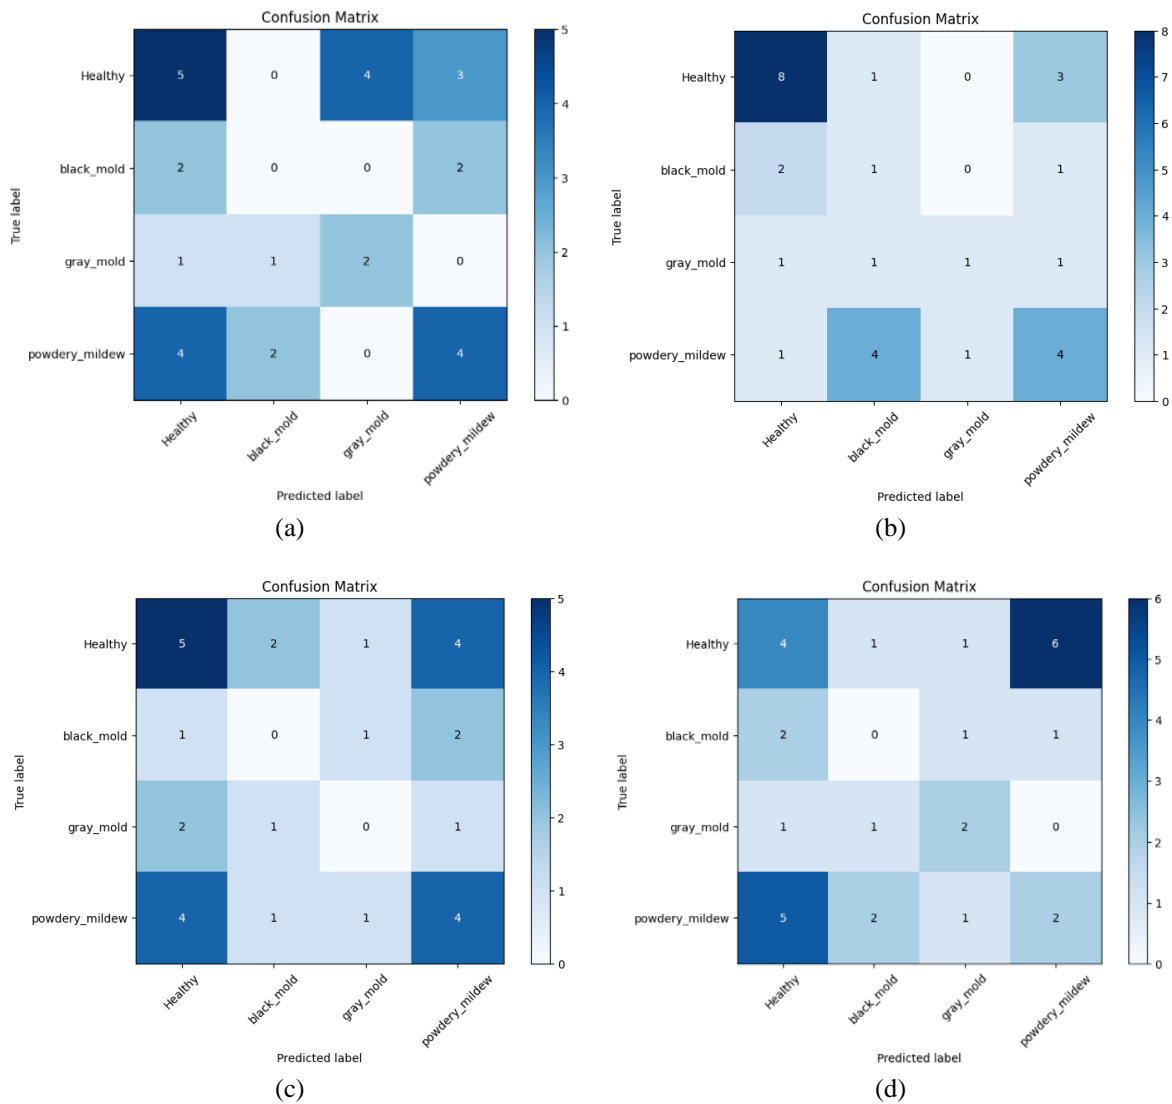 Confusion Matrix
Healthy 5 0 4 3
black_mold 2 0 0 2
gray_mold 1 1 2 0
powdery_mildew 4 2 0 4
True label
Healthy black_mold gray_mold powdery_mildew
Predicted label
5
4
3
2
1
0
(a)
Confusion Matrix
Healthy 8 1 0 3
black_mold 2 1 0 1
gray_mold 1 1 1 1
powdery_mildew 1 4 1 4
True label
Healthy black_mold gray_mold powdery_mildew
Predicted label
8
7
6
5
4
3
2
1
0
(b)
Confusion Matrix
Healthy 5 2 1 4
black_mold 1 0 1 2
gray_mold 2 1 0 1
powdery_mildew 4 1 1 4
True label
Healthy black_mold gray_mold powdery_mildew
Predicted label
5
4
3
2
1
0
(c)
Confusion Matrix
Healthy 4 1 1 6
black_mold 2 0 1 1
gray_mold 1 1 2 0
powdery_mildew 5 2 1 2
True label
Healthy black_mold gray_mold powdery_mildew
Predicted label
6
5
4
3
2
1
0
(d)